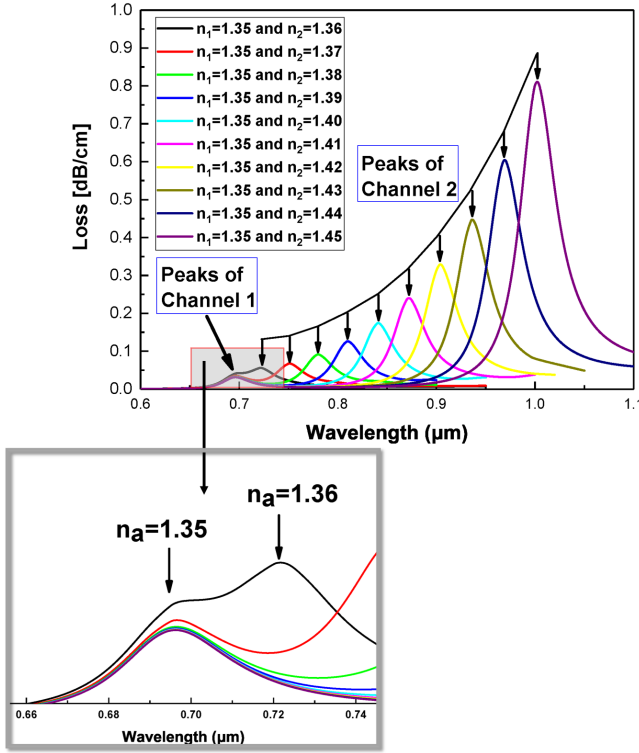 1.0
0.9
0.8
0.7
0.6
0.5
0.4
0.3
0.2
0.1
0.0
Loss [dB/cm]
n₁=1.35 and n₂=1.36
n₁=1.35 and n₂=1.37
n₁=1.35 and n₂=1.38
n₁=1.35 and n₂=1.39
n₁=1.35 and n₂=1.40
n₁=1.35 and n₂=1.41
n₁=1.35 and n₂=1.42
n₁=1.35 and n₂=1.43
n₁=1.35 and n₂=1.44
n₁=1.35 and n₂=1.45
Peaks of
Channel 2
Peaks of
Channel 1
0.6 0.7 0.8 0.9 1.0 1.1
Wavelength (µm)
na=1.36
na=1.35
0.66 0.68 0.70 0.72 0.74
Wavelength (µm)